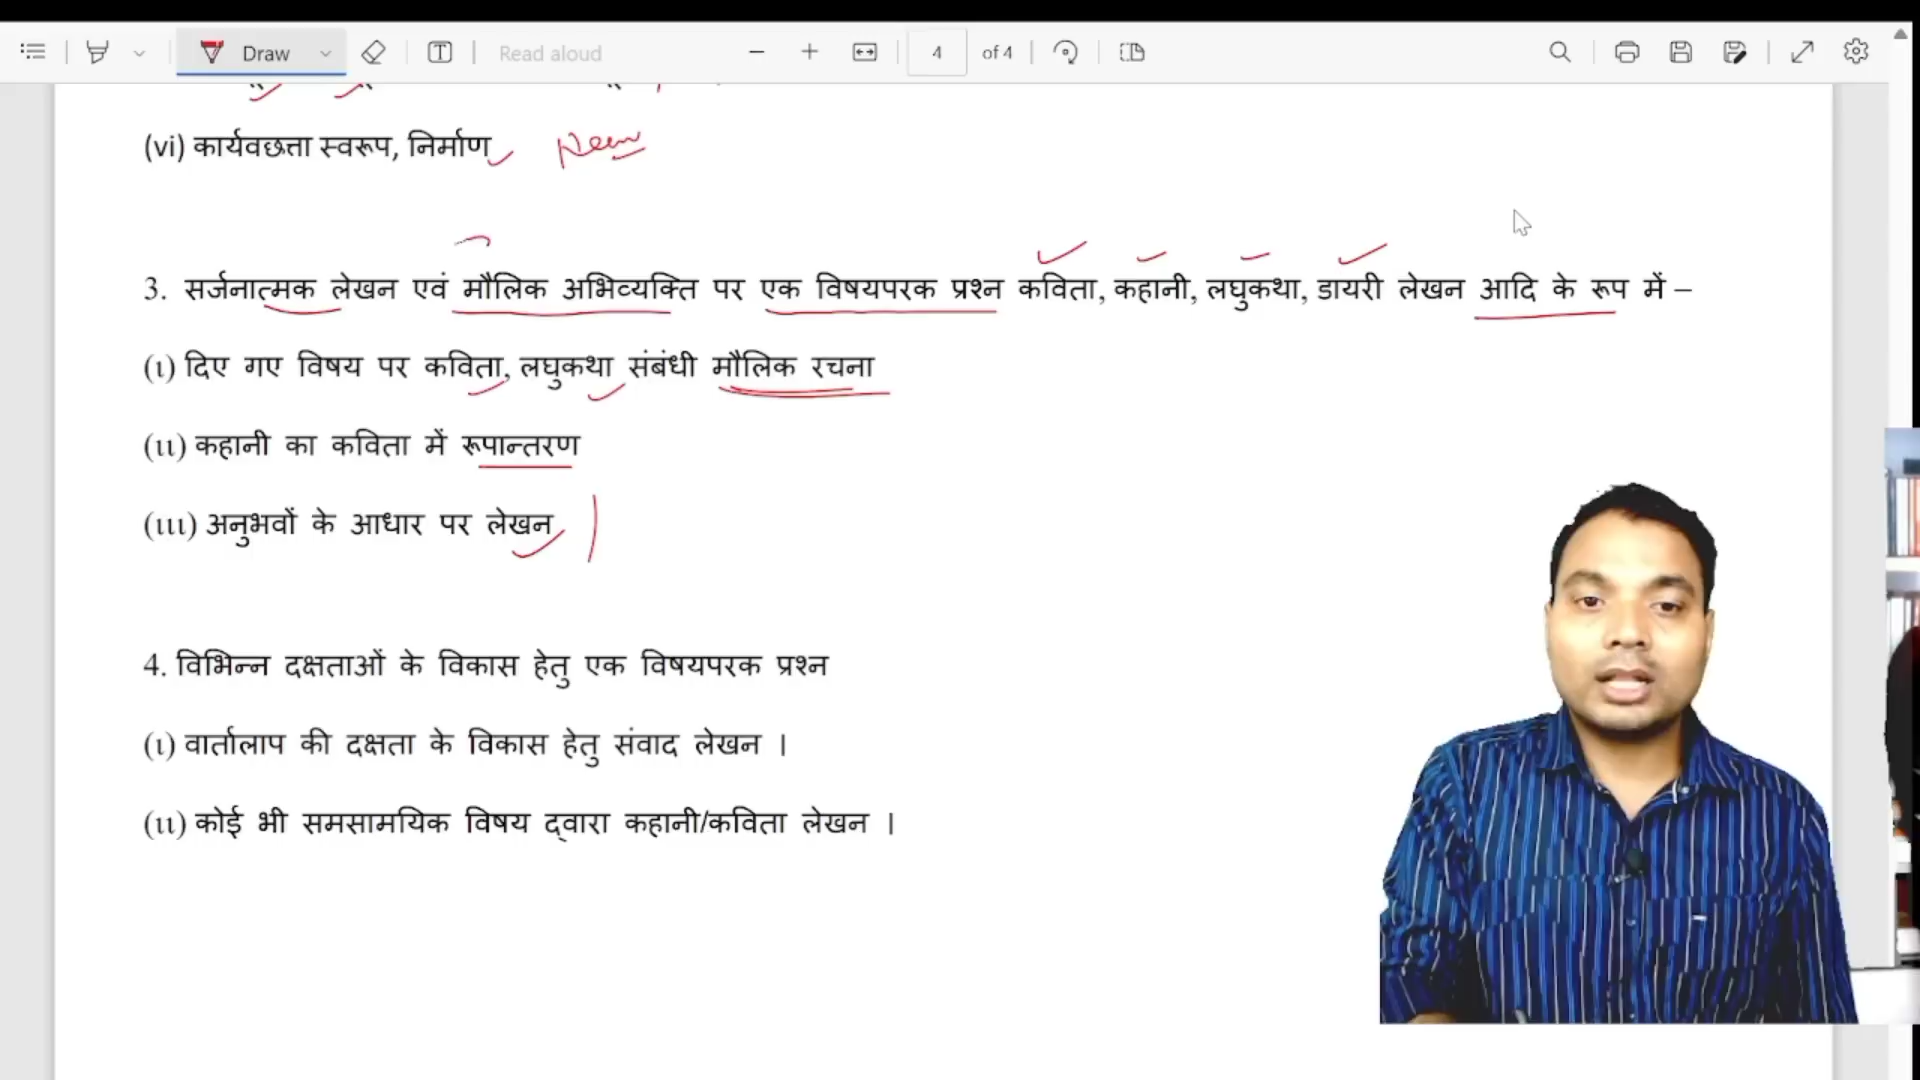 Draw
Read aloud
4 of 4
(vi) कार्यवछत्ता स्वरूप, निर्माण New
3. सर्जनात्मक लेखन एवं मौलिक अभिव्यक्ति पर एक विषयपरक प्रश्न कविता, कहानी, लघुकथा, डायरी लेखन आदि के रूप में –
(ı) दिए गए विषय पर कविता, लघुकथा संबंधी मौलिक रचना
(ıı) कहानी का कविता में रूपान्तरण
(ııı) अनुभवों के आधार पर लेखन
4. विभिन्न दक्षताओं के विकास हेतु एक विषयपरक प्रश्न
(ı) वार्तालाप की दक्षता के विकास हेतु संवाद लेखन ।
(ıı) कोई भी समसामयिक विषय द्वारा कहानी/कविता लेखन ।